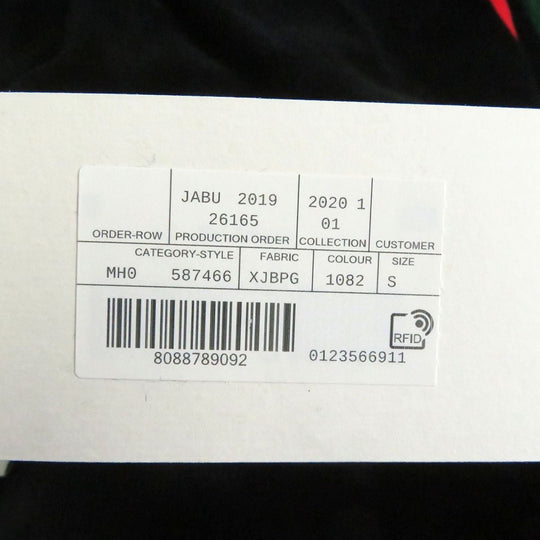 JABU 2019 2020 1
26165 01
ORDER-ROW PRODUCTION ORDER COLLECTION CUSTOMER
CATEGORY-STYLE FABRIC COLOUR SIZE
MH0 587466 XJBPG 1082 S
RFID
8088789092 0123566911